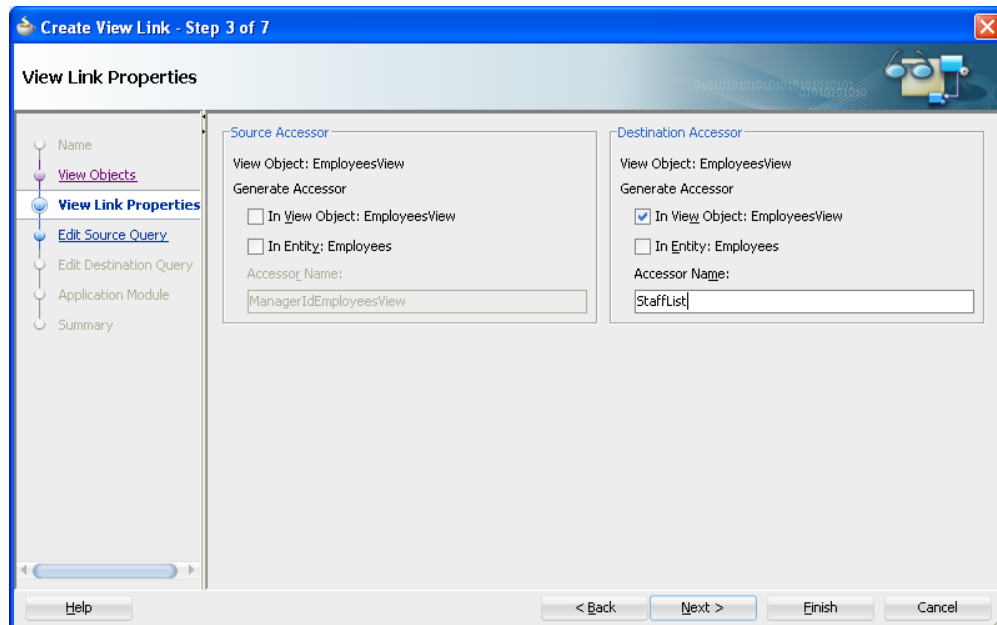 Create View Link - Step 3 of 7
View Link Properties
Name
View Objects
View Link Properties
Edit Source Query
Edit Destination Query
Application Module
Summary
Source Accessor
View Object: EmployeesView
Generate Accessor
In View Object: EmployeesView
In Entity: Employees
Accessor Name:
ManagerIdEmployeesView
Destination Accessor
View Object: EmployeesView
Generate Accessor
In View Object: EmployeesView
In Entity: Employees
Accessor Name:
StaffList
Help
< Back
Next >
Finish
Cancel